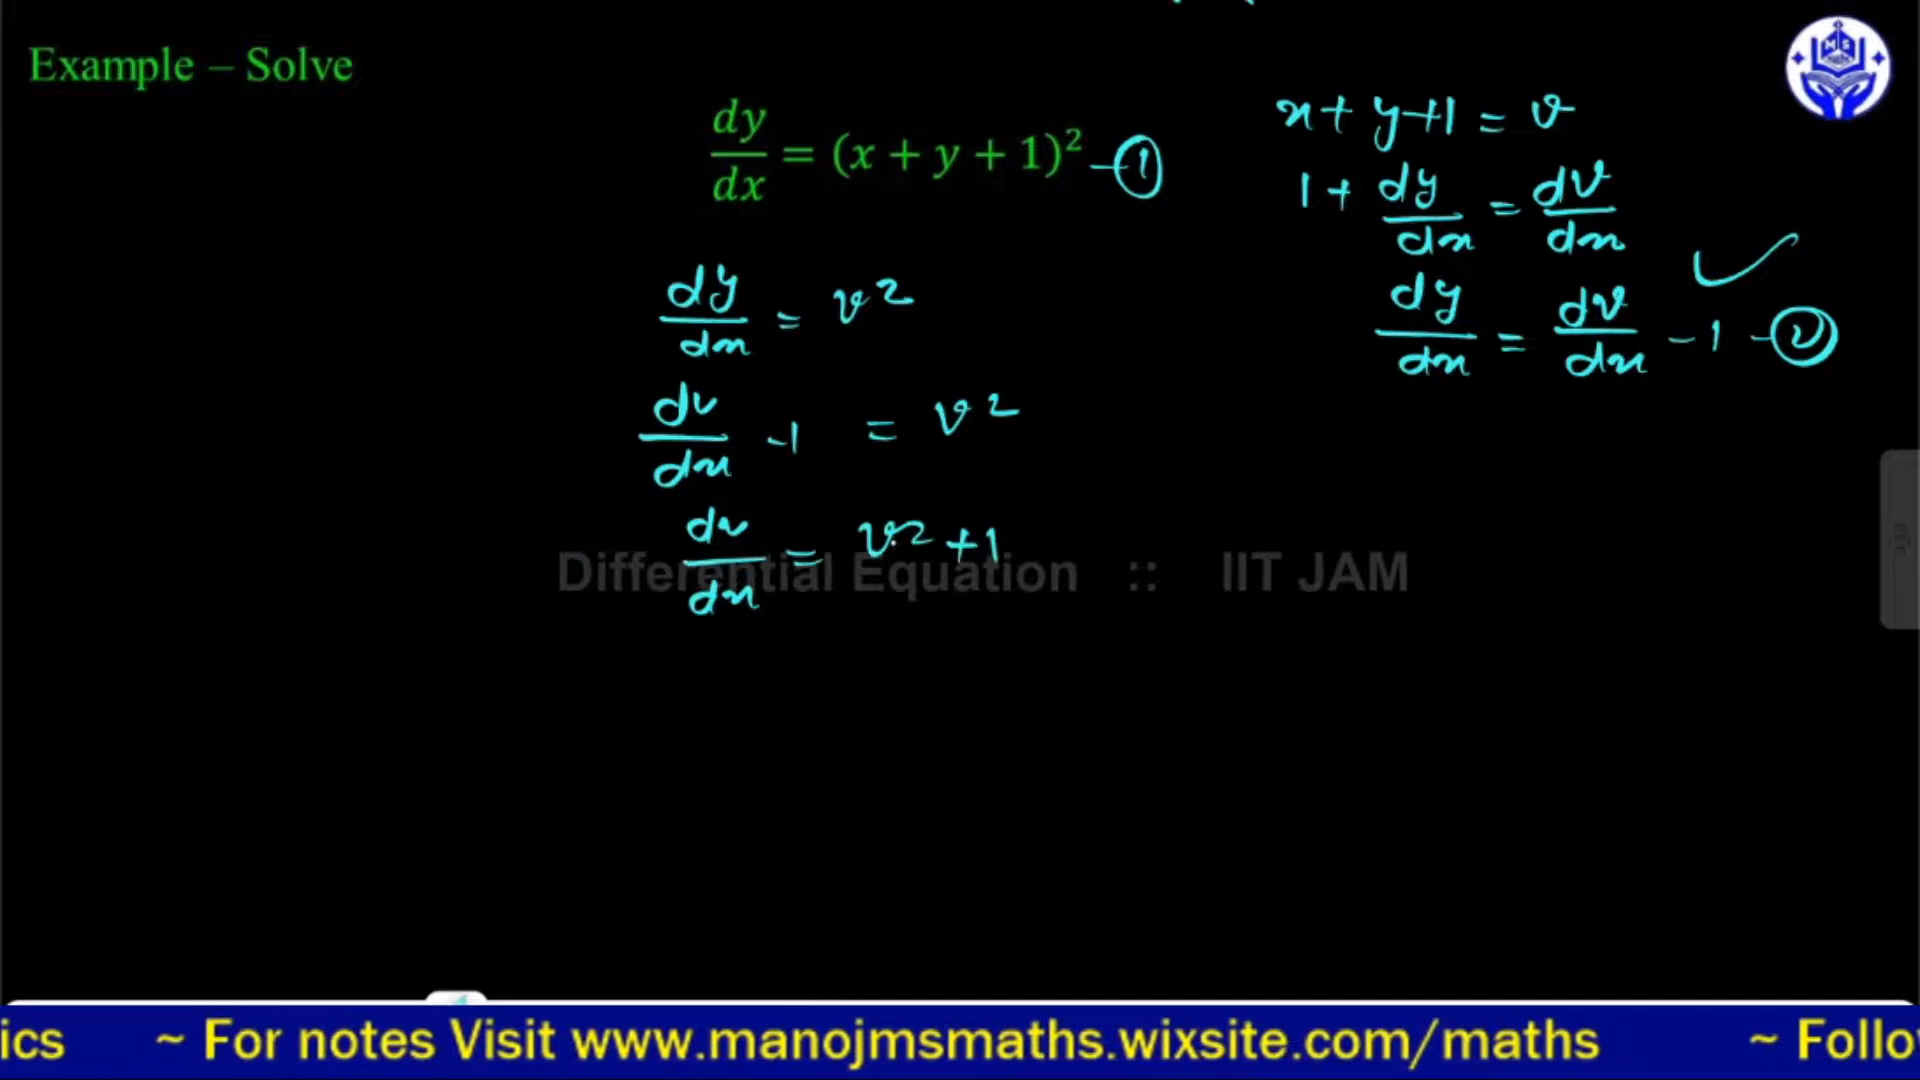 Example – Solve
dy/dx = (x + y + 1)² – ①
x + y + 1 = v
1 + dy/dx = dv/dx
dy/dx = dv/dx - 1 - ②
dy/dx = v²
dv/dx - 1 = v²
dv/dx = v² + 1
Differential Equation :: IIT JAM
ics ~ For notes Visit www.manojmsmaths.wixsite.com/maths ~ Follo